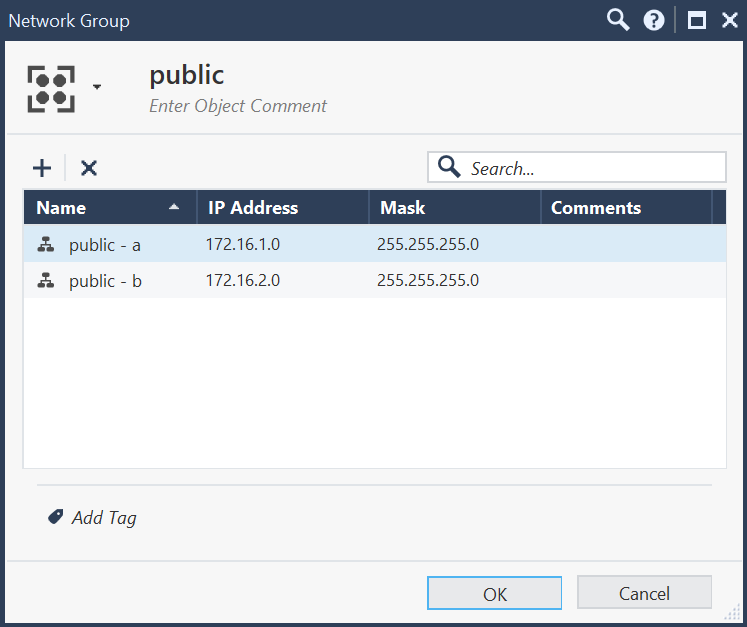 Network Group
public
Enter Object Comment
Search...
Name IP Address Mask Comments
public - a 172.16.1.0 255.255.255.0
public - b 172.16.2.0 255.255.255.0
Add Tag
OK Cancel